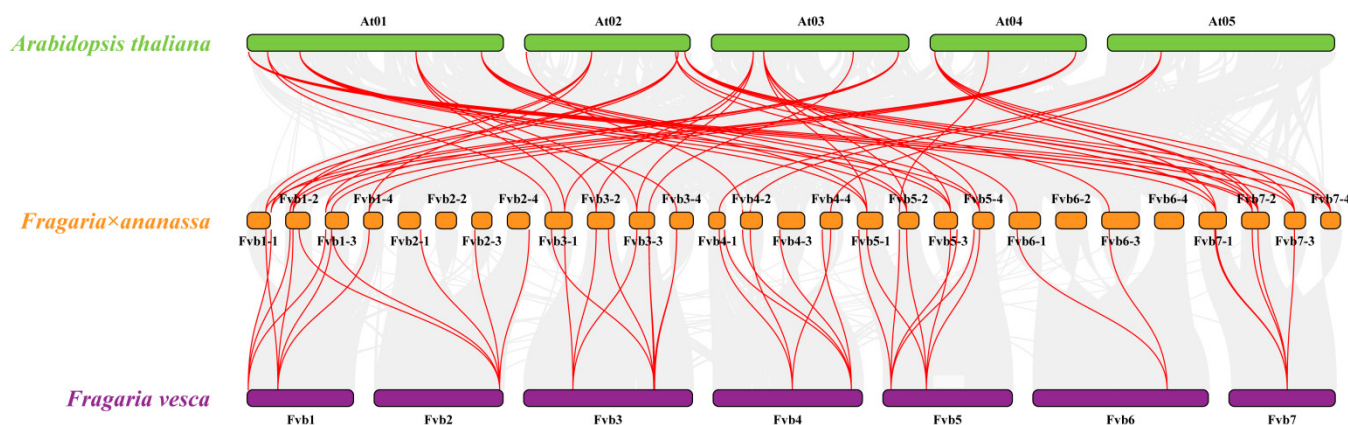 At01 At02 At03 At04 At05
Arabidopsis thaliana
Fvb1-2 Fvb1-4 Fvb2-2 Fvb2-4 Fvb3-2 Fvb3-4 Fvb4-2 Fvb4-4 Fvb5-2 Fvb5-4 Fvb6-2 Fvb6-4 Fvb7-2 Fvb7-4
Fragaria×ananassa
Fvb1-1 Fvb1-3 Fvb2-1 Fvb2-3 Fvb3-1 Fvb3-3 Fvb4-1 Fvb4-3 Fvb5-1 Fvb5-3 Fvb6-1 Fvb6-3 Fvb7-1 Fvb7-3
Fragaria vesca
Fvb1 Fvb2 Fvb3 Fvb4 Fvb5 Fvb6 Fvb7